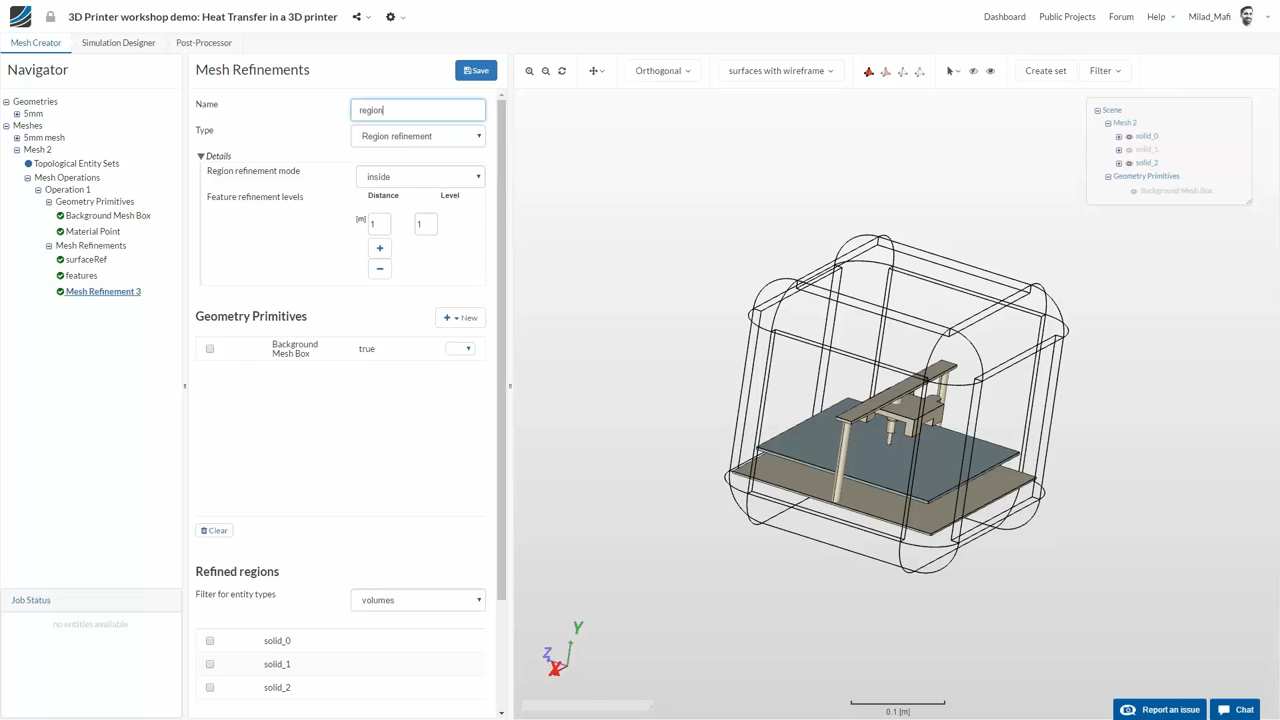 3D Printer workshop demo: Heat Transfer in a 3D printer
Dashboard Public Projects Forum Help Milad_Mafi
Mesh Creator Simulation Designer Post-Processor
Navigator
Geometries
5mm
Meshes
5mm mesh
Mesh 2
Topological Entity Sets
Mesh Operations
Operation 1
Geometry Primitives
Background Mesh Box
Material Point
Mesh Refinements
surfaceRef
features
Mesh Refinement 3
Job Status
no entities available
Mesh Refinements
Save
Name region
Type Region refinement
Details
Region refinement mode inside
Feature refinement levels Distance Level
[m] 1 1
Geometry Primitives
New
Background Mesh Box true
Clear
Refined regions
Filter for entity types volumes
solid_0
solid_1
solid_2
Orthogonal surfaces with wireframe Create set Filter
Scene
Mesh 2
solid_0
solid_1
solid_2
Geometry Primitives
Background Mesh Box
Y
Z
X
0.1 [m]
Report an issue Chat